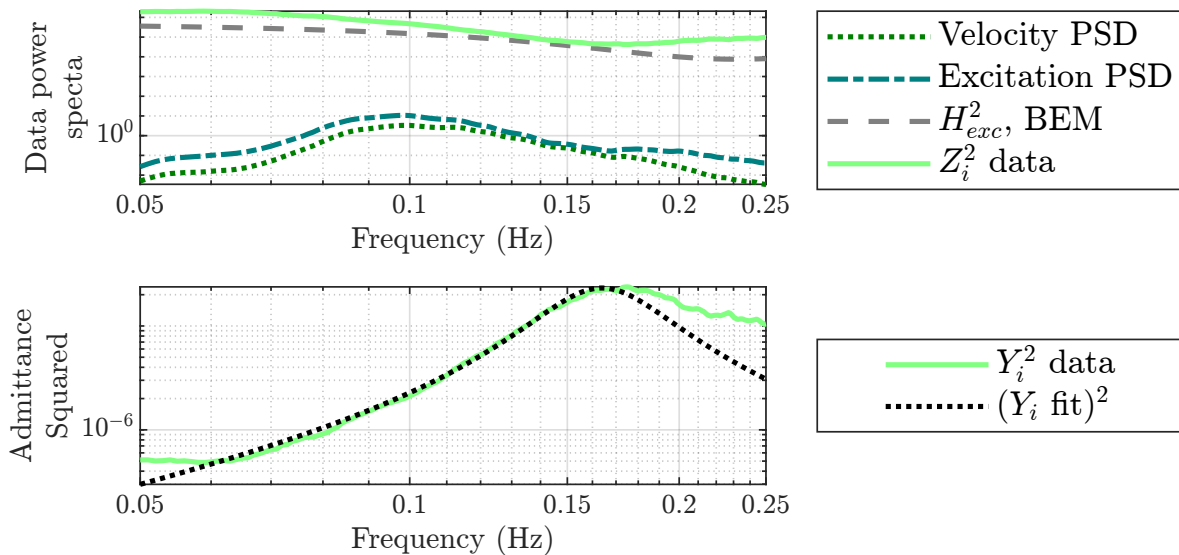 Data power
specta
10^0
0.05
0.1
0.15
0.2
0.25
Frequency (Hz)
Velocity PSD
Excitation PSD
H_{exc}^2, BEM
Z_i^2 data
Admittance
Squared
10^{-6}
0.05
0.1
0.15
0.2
0.25
Frequency (Hz)
Y_i^2 data
(Y_i fit)^2